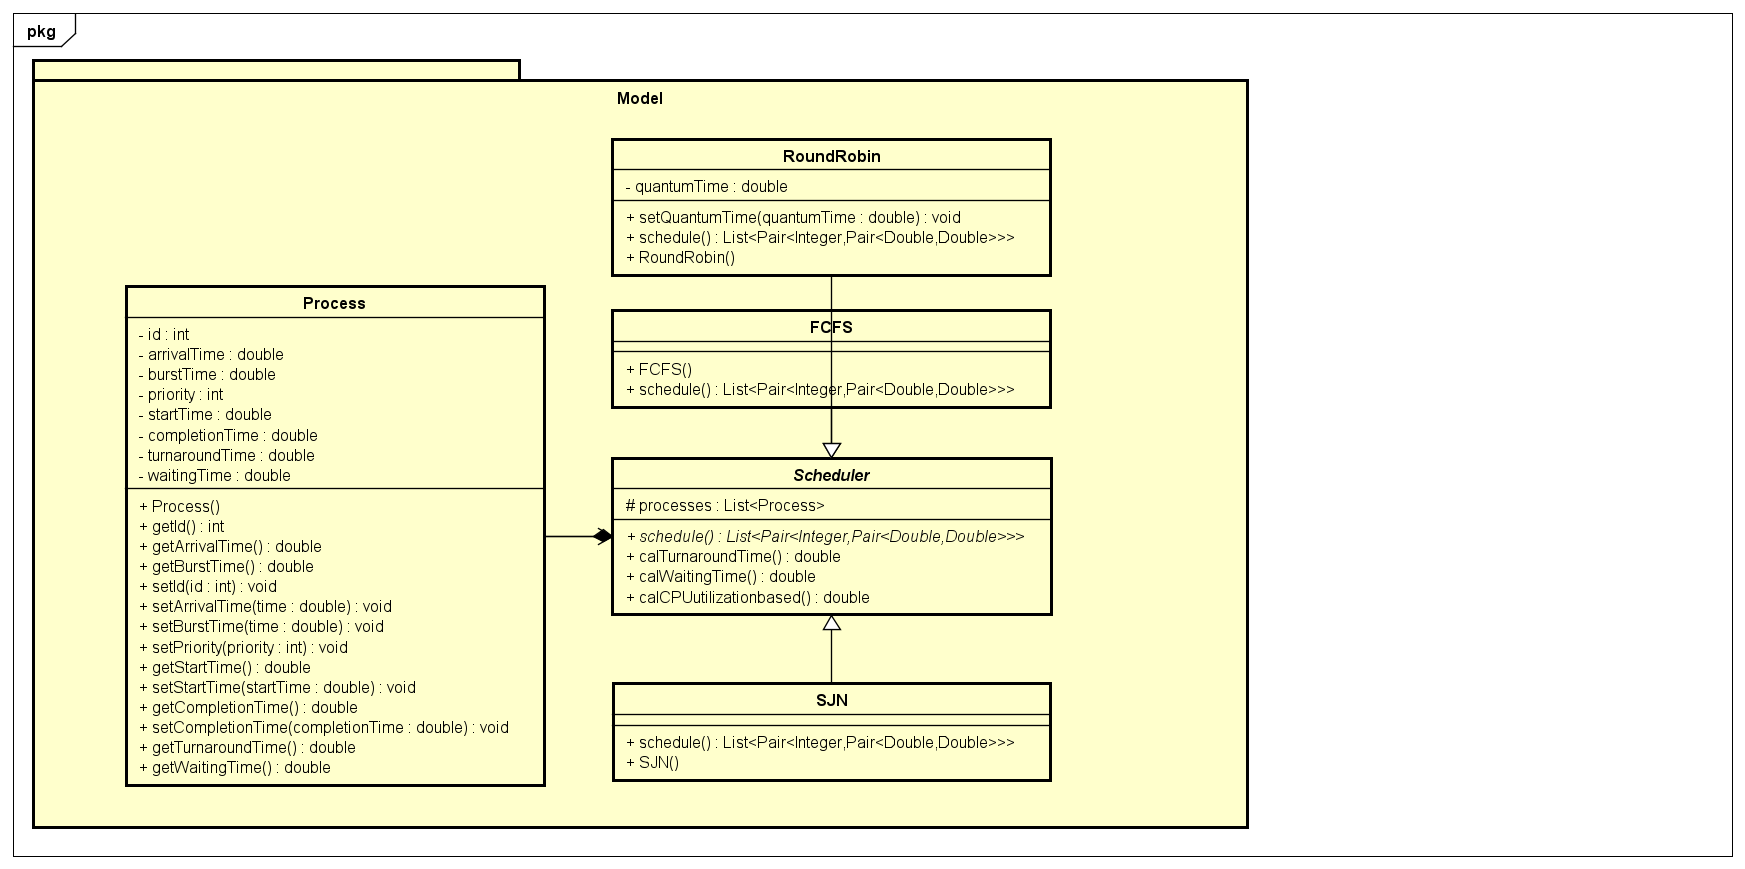 pkg
Model
RoundRobin
- quantumTime : double
+ setQuantumTime(quantumTime : double) : void
+ schedule() : List<Pair<Integer,Pair<Double,Double>>>
+ RoundRobin()
Process
- id : int
- arrivalTime : double
- burstTime : double
- priority : int
- startTime : double
- completionTime : double
- turnaroundTime : double
- waitingTime : double
+ Process()
+ getId() : int
+ getArrivalTime() : double
+ getBurstTime() : double
+ setId(id : int) : void
+ setArrivalTime(time : double) : void
+ setBurstTime(time : double) : void
+ setPriority(priority : int) : void
+ getStartTime() : double
+ setStartTime(startTime : double) : void
+ getCompletionTime() : double
+ setCompletionTime(completionTime : double) : void
+ getTurnaroundTime() : double
+ getWaitingTime() : double
FCFS
+ FCFS()
+ schedule() : List<Pair<Integer,Pair<Double,Double>>>
Scheduler
# processes : List<Process>
+ schedule() : List<Pair<Integer,Pair<Double,Double>>>
+ calTurnaroundTime() : double
+ calWaitingTime() : double
+ calCPUutilizationbased() : double
SJN
+ schedule() : List<Pair<Integer,Pair<Double,Double>>>
+ SJN()